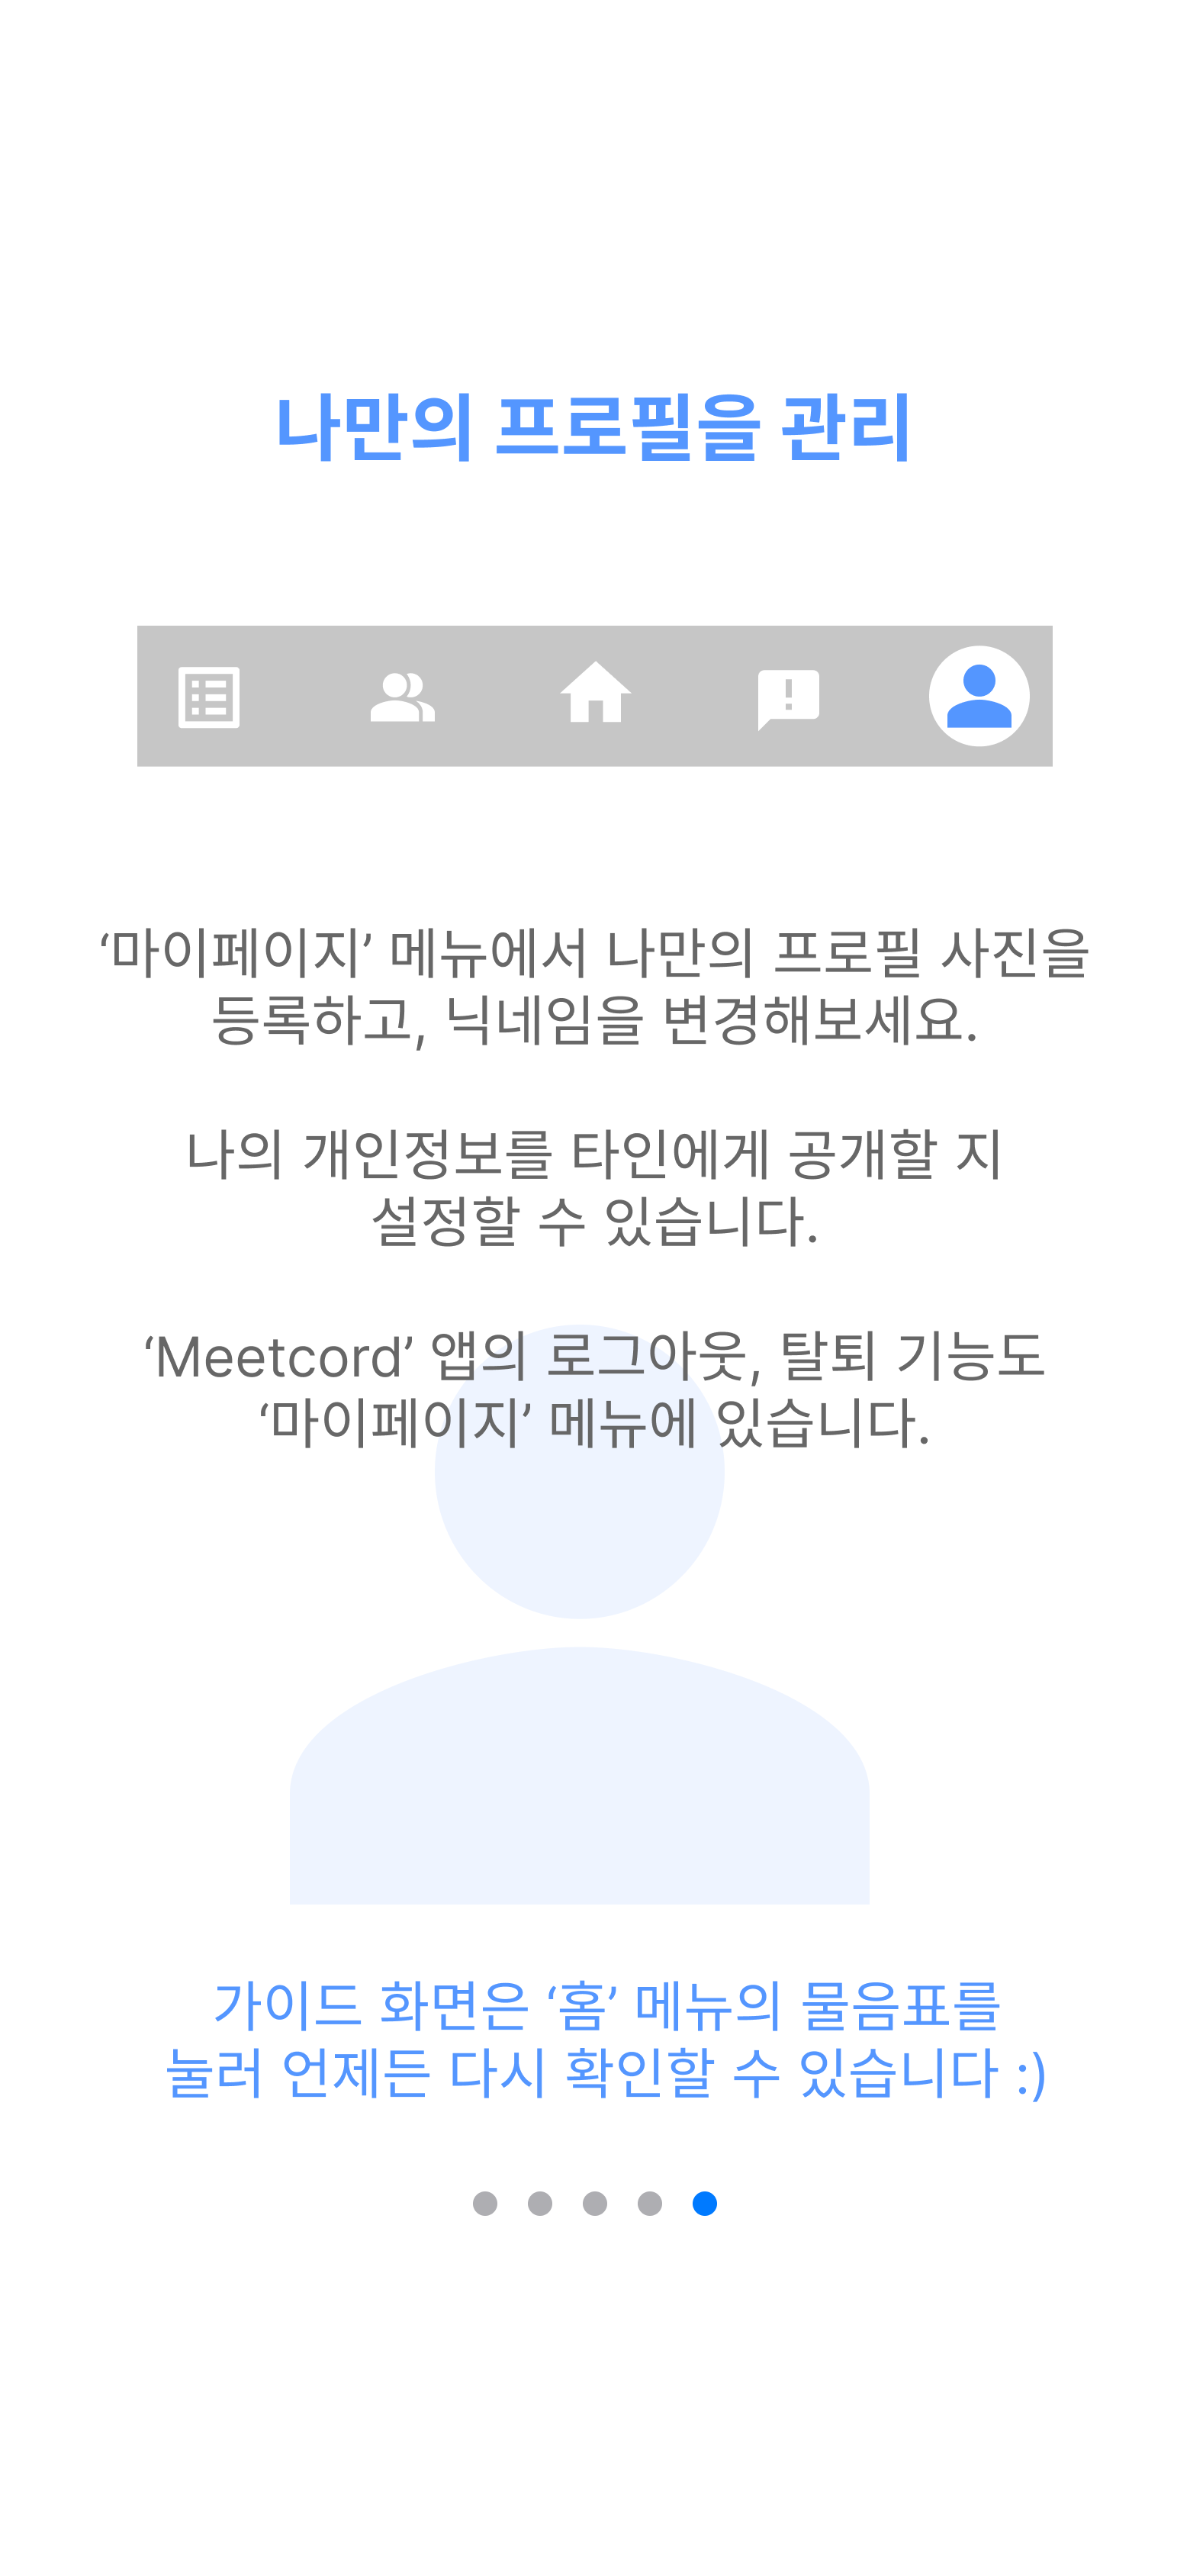 나만의 프로필을 관리
‘마이페이지’ 메뉴에서 나만의 프로필 사진을
등록하고, 닉네임을 변경해보세요.
나의 개인정보를 타인에게 공개할 지
설정할 수 있습니다.
‘Meetcord’ 앱의 로그아웃, 탈퇴 기능도
‘마이페이지’ 메뉴에 있습니다.
가이드 화면은 ‘홈’ 메뉴의 물음표를
눌러 언제든 다시 확인할 수 있습니다 :)